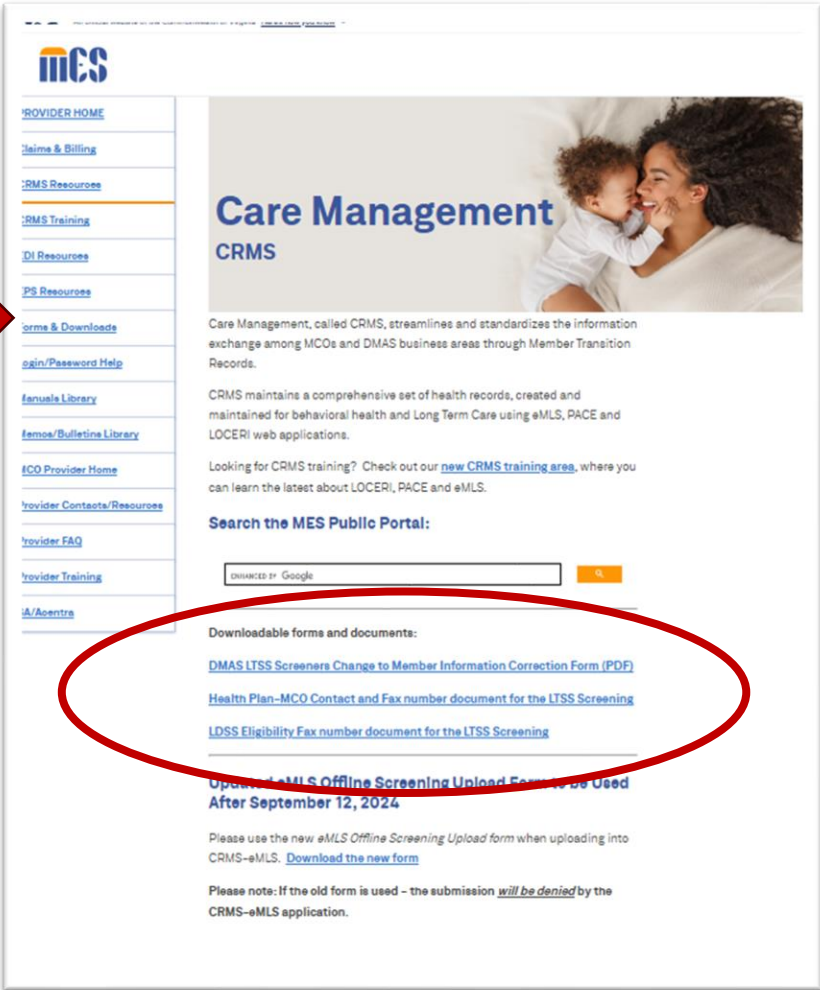 mes
PROVIDER HOME
Claims & Billing
CRMS Resources
CRMS Training
EDI Resources
EPS Resources
Forms & Downloads
Login/Password Help
Manuals Library
Memos/Bulletins Library
MCO Provider Home
Provider Contacts/Resources
Provider FAQ
Provider Training
SA/Acentra
Care Management
CRMS
Care Management, called CRMS, streamlines and standardizes the information
exchange among MCOs and DMAS business areas through Member Transition
Records.
CRMS maintains a comprehensive set of health records, created and
maintained for behavioral health and Long Term Care using eMLS, PACE and
LOCERI web applications.
Looking for CRMS training? Check out our new CRMS training area, where you
can learn the latest about LOCERI, PACE and eMLS.
Search the MES Public Portal:
ENHANCED BY Google
Downloadable forms and documents:
DMAS LTSS Screeners Change to Member Information Correction Form (PDF)
Health Plan-MCO Contact and Fax number document for the LTSS Screening
LDSS Eligibility Fax number document for the LTSS Screening
Updated eMLS Offline Screening Upload Form to be Used
After September 12, 2024
Please use the new eMLS Offline Screening Upload form when uploading into
CRMS-eMLS. Download the new form
Please note: If the old form is used - the submission will be denied by the
CRMS-eMLS application.